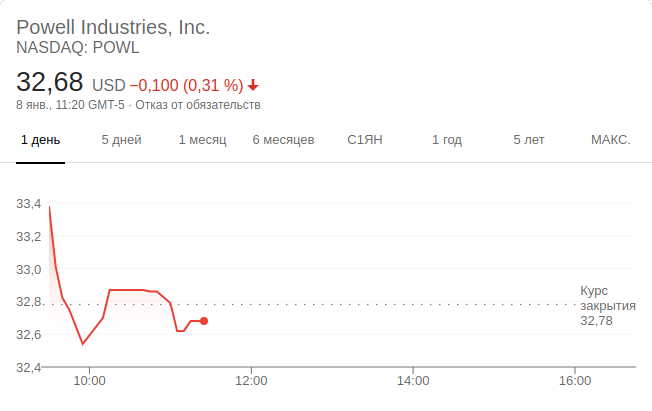 Powell Industries, Inc.
NASDAQ: POWL
32,68 USD −0,100 (0,31 %)
8 янв., 11:20 GMT-5 · Отказ от обязательств
1 день 5 дней 1 месяц 6 месяцев С1ЯН 1 год 5 лет МАКС.
33,4
33,2
33,0
32,8
32,6
32,4
Курс
закрытия
32,78
10:00 12:00 14:00 16:00